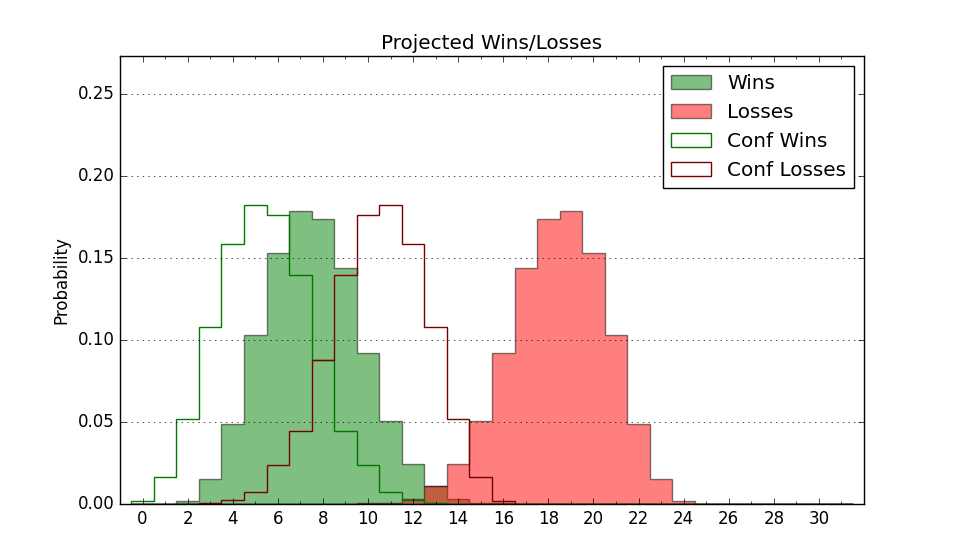 Projected Wins/Losses
Wins
Losses
Conf Wins
Conf Losses
Probability
0.25
0.20
0.15
0.10
0.05
0.00
0 2 4 6 8 10 12 14 16 18 20 22 24 26 28 30